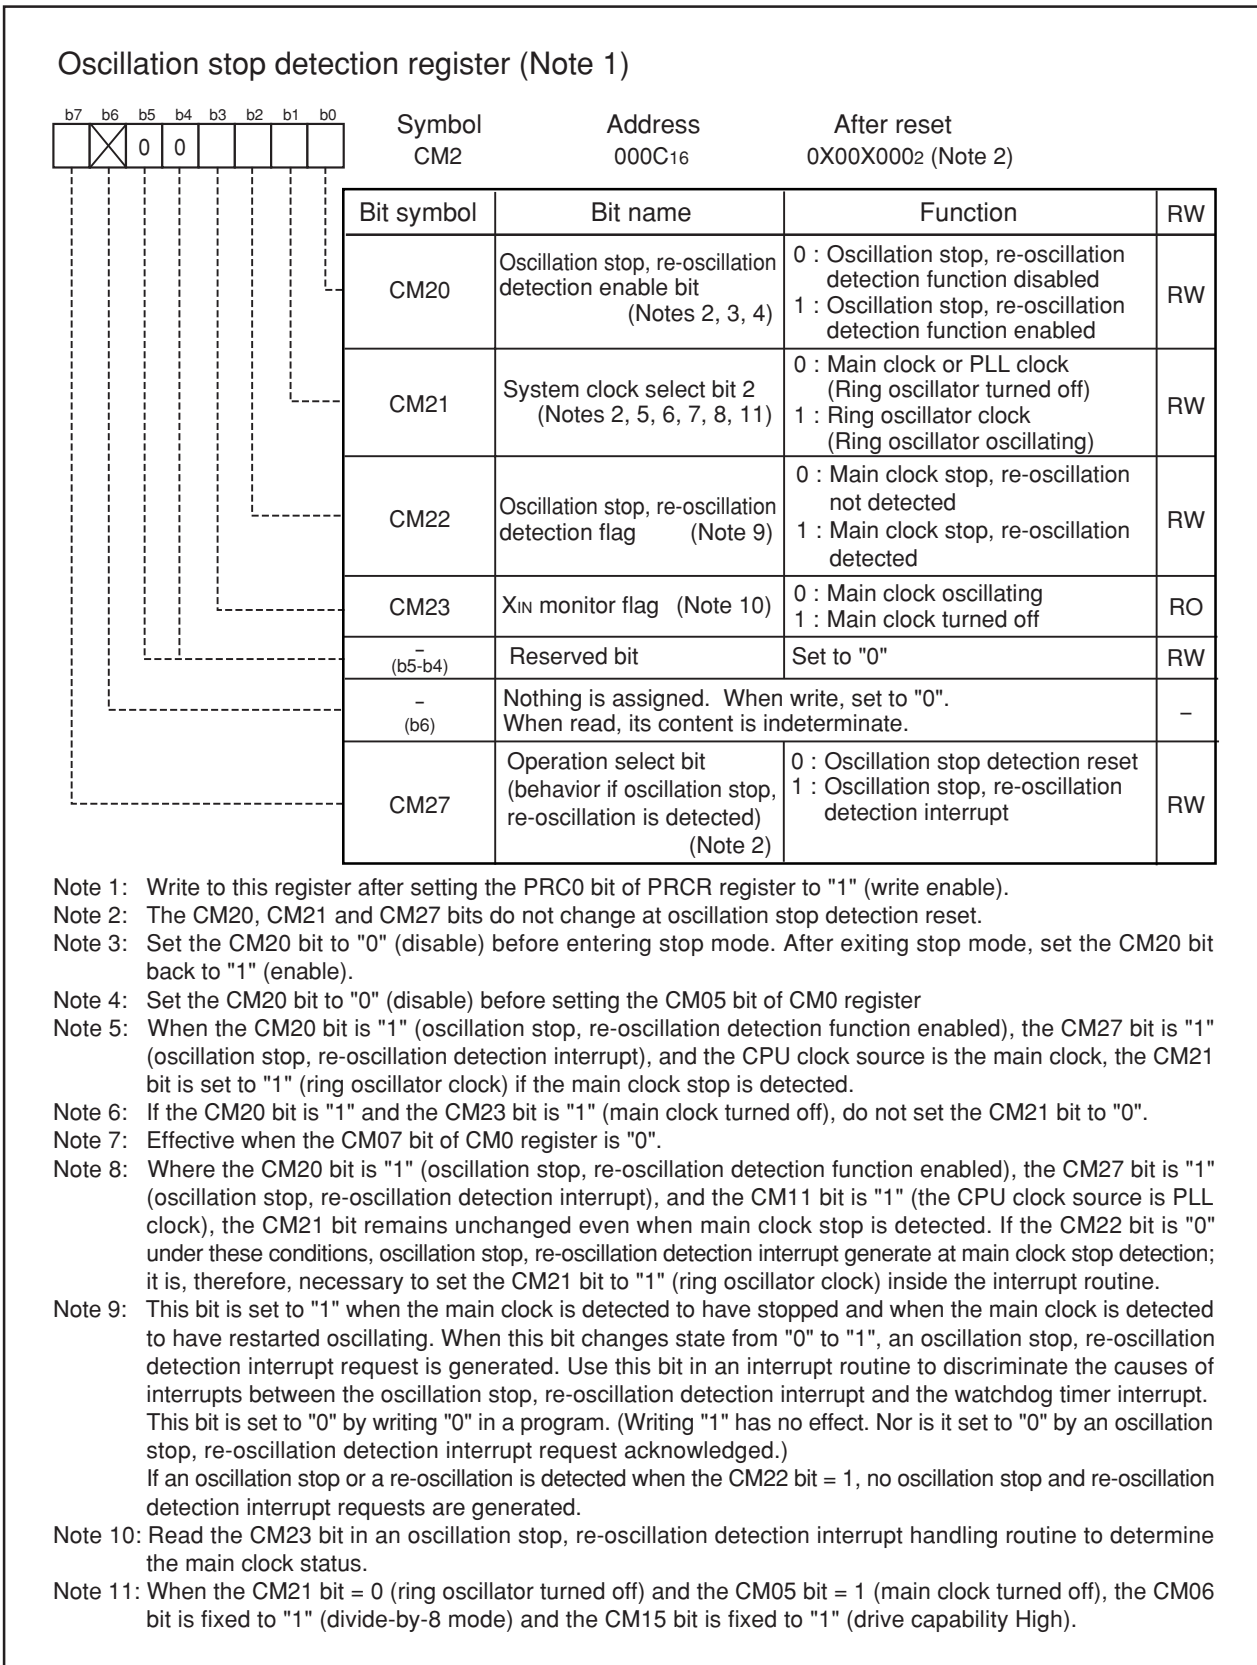 Oscillation stop detection register (Note 1)
b7 b6 b5 b4 b3 b2 b1 b0
0 0
Symbol Address After reset
CM2 000C16 0X00X0002 (Note 2)
Bit symbol Bit name Function RW
CM20
Oscillation stop, re-oscillation
detection enable bit
(Notes 2, 3, 4)
0 : Oscillation stop, re-oscillation
detection function disabled
1 : Oscillation stop, re-oscillation
detection function enabled
RW
CM21
System clock select bit 2
(Notes 2, 5, 6, 7, 8, 11)
0 : Main clock or PLL clock
(Ring oscillator turned off)
1 : Ring oscillator clock
(Ring oscillator oscillating)
RW
CM22
Oscillation stop, re-oscillation
detection flag (Note 9)
0 : Main clock stop, re-oscillation
not detected
1 : Main clock stop, re-oscillation
detected
RW
CM23
XIN monitor flag (Note 10)
0 : Main clock oscillating
1 : Main clock turned off
RO
–
(b5-b4)
Reserved bit
Set to "0"
RW
–
(b6)
Nothing is assigned. When write, set to "0".
When read, its content is indeterminate.
–
CM27
Operation select bit
(behavior if oscillation stop,
re-oscillation is detected)
(Note 2)
0 : Oscillation stop detection reset
1 : Oscillation stop, re-oscillation
detection interrupt
RW
Note 1: Write to this register after setting the PRC0 bit of PRCR register to "1" (write enable).
Note 2: The CM20, CM21 and CM27 bits do not change at oscillation stop detection reset.
Note 3: Set the CM20 bit to "0" (disable) before entering stop mode. After exiting stop mode, set the CM20 bit
back to "1" (enable).
Note 4: Set the CM20 bit to "0" (disable) before setting the CM05 bit of CM0 register
Note 5: When the CM20 bit is "1" (oscillation stop, re-oscillation detection function enabled), the CM27 bit is "1"
(oscillation stop, re-oscillation detection interrupt), and the CPU clock source is the main clock, the CM21
bit is set to "1" (ring oscillator clock) if the main clock stop is detected.
Note 6: If the CM20 bit is "1" and the CM23 bit is "1" (main clock turned off), do not set the CM21 bit to "0".
Note 7: Effective when the CM07 bit of CM0 register is "0".
Note 8: Where the CM20 bit is "1" (oscillation stop, re-oscillation detection function enabled), the CM27 bit is "1"
(oscillation stop, re-oscillation detection interrupt), and the CM11 bit is "1" (the CPU clock source is PLL
clock), the CM21 bit remains unchanged even when main clock stop is detected. If the CM22 bit is "0"
under these conditions, oscillation stop, re-oscillation detection interrupt generate at main clock stop detection;
it is, therefore, necessary to set the CM21 bit to "1" (ring oscillator clock) inside the interrupt routine.
Note 9: This bit is set to "1" when the main clock is detected to have stopped and when the main clock is detected
to have restarted oscillating. When this bit changes state from "0" to "1", an oscillation stop, re-oscillation
detection interrupt request is generated. Use this bit in an interrupt routine to discriminate the causes of
interrupts between the oscillation stop, re-oscillation detection interrupt and the watchdog timer interrupt.
This bit is set to "0" by writing "0" in a program. (Writing "1" has no effect. Nor is it set to "0" by an oscillation
stop, re-oscillation detection interrupt request acknowledged.)
If an oscillation stop or a re-oscillation is detected when the CM22 bit = 1, no oscillation stop and re-oscillation
detection interrupt requests are generated.
Note 10: Read the CM23 bit in an oscillation stop, re-oscillation detection interrupt handling routine to determine
the main clock status.
Note 11: When the CM21 bit = 0 (ring oscillator turned off) and the CM05 bit = 1 (main clock turned off), the CM06
bit is fixed to "1" (divide-by-8 mode) and the CM15 bit is fixed to "1" (drive capability High).